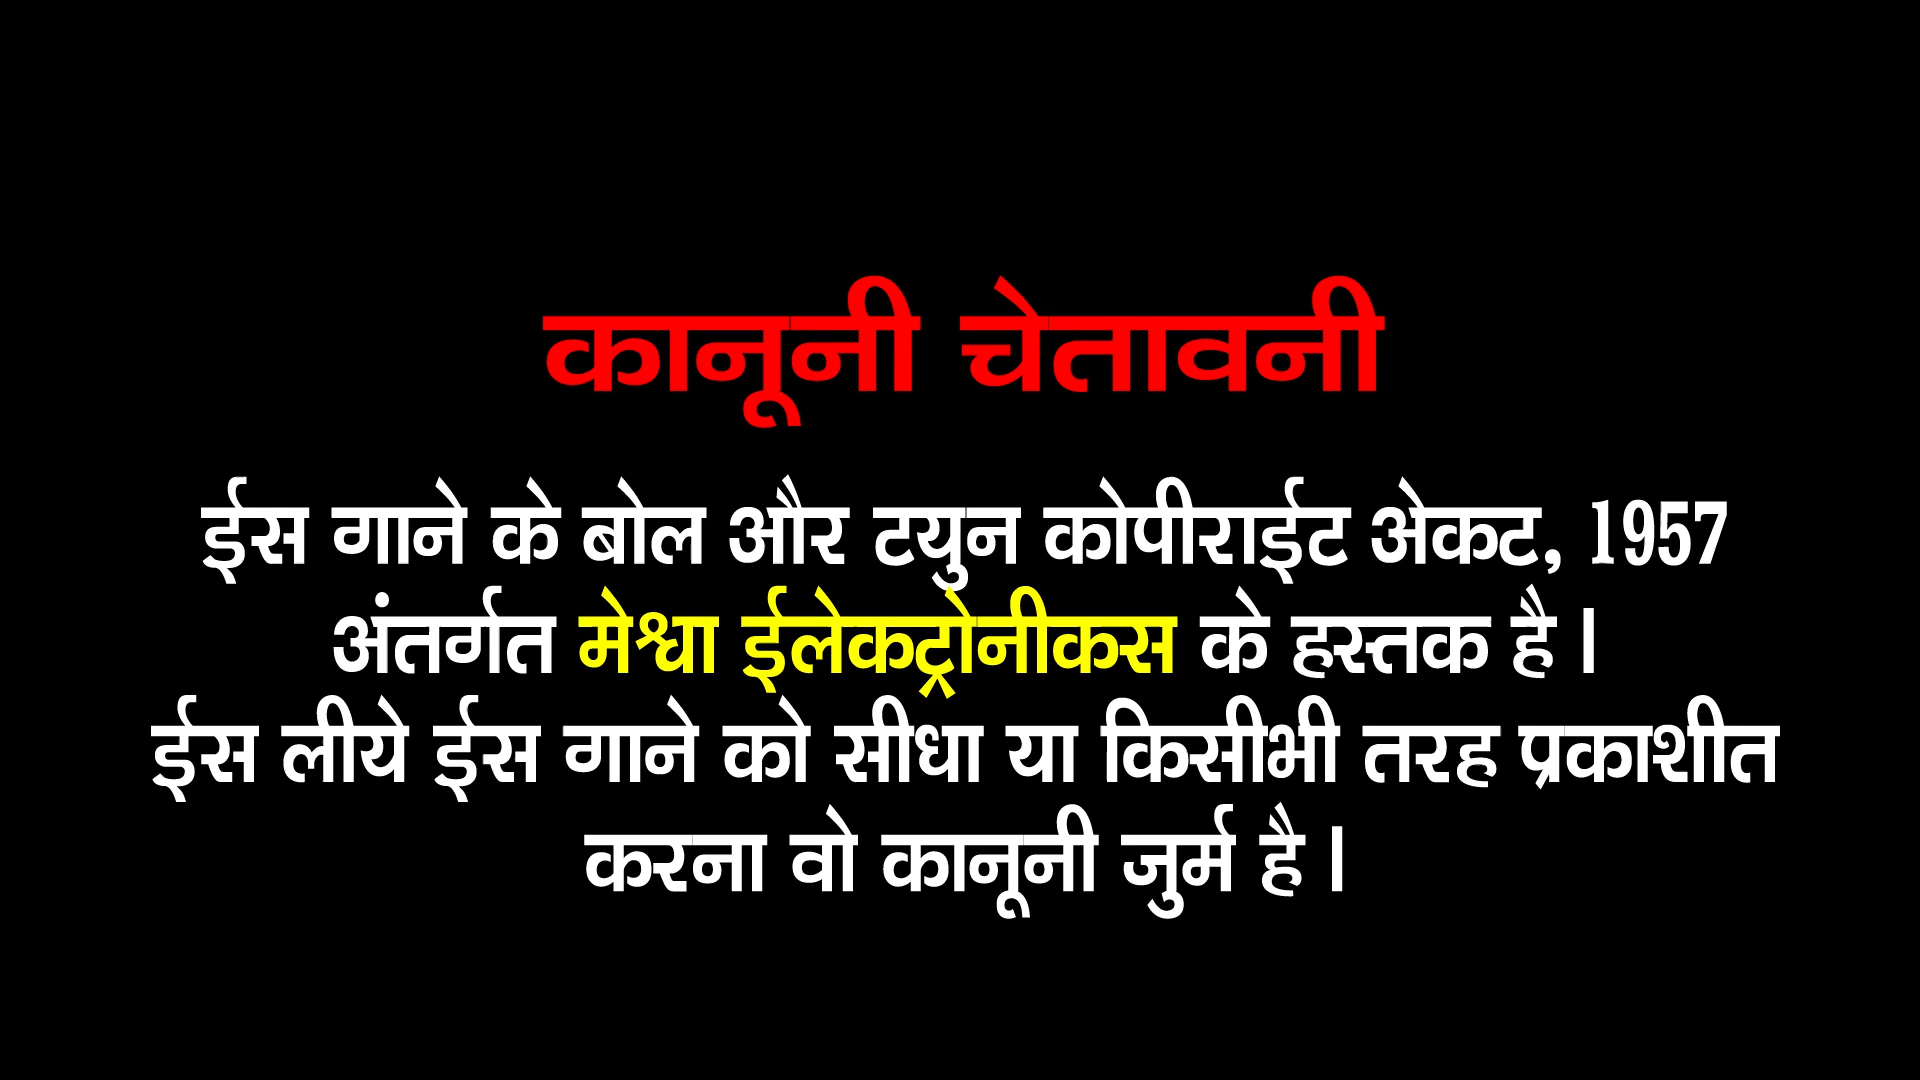 कानूनी चेतावनी
ईस गाने के बोल और टयुन कोपीराईट अेकट, 1957
अंतर्गत मेश्वा ईलेकट्रोनीकस के हस्तक है।
ईस लीये ईस गाने को सीधा या किसीभी तरह प्रकाशीत
करना वो कानूनी जुर्म है।